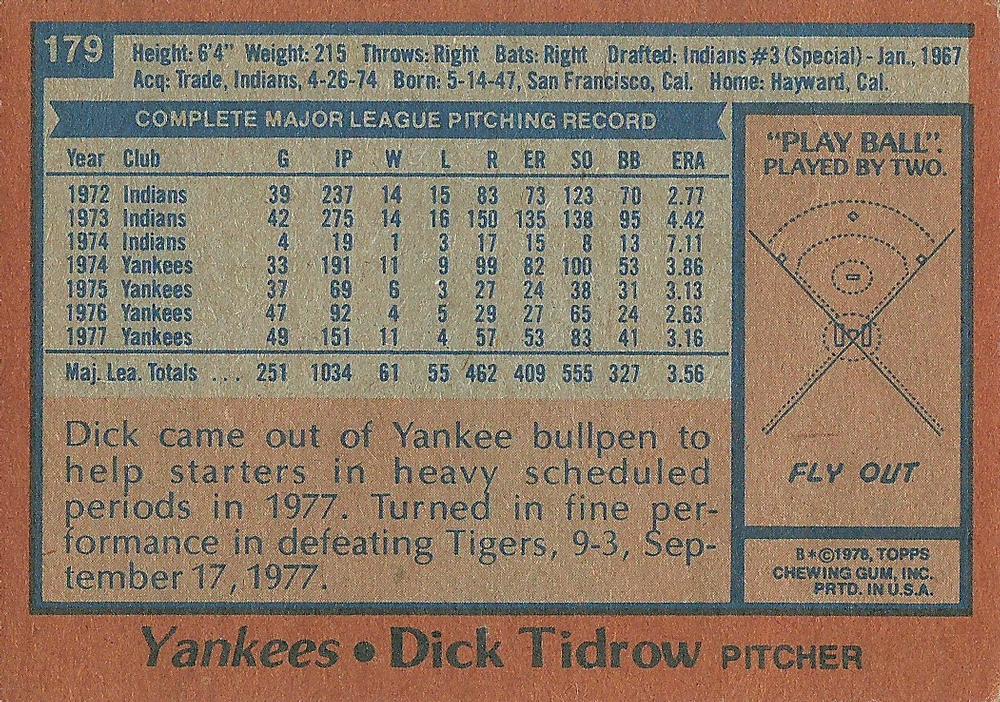 179
Height: 6'4" Weight: 215 Throws: Right Bats: Right Drafted: Indians #3 (Special) - Jan., 1967
Acq: Trade, Indians, 4-26-74 Born: 5-14-47, San Francisco, Cal. Home: Hayward, Cal.
COMPLETE MAJOR LEAGUE PITCHING RECORD
Year Club G IP W L R ER SO BB ERA
1972 Indians 39 237 14 15 83 73 123 70 2.77
1973 Indians 42 275 14 16 150 135 138 95 4.42
1974 Indians 4 19 1 3 17 15 8 13 7.11
1974 Yankees 33 191 11 9 99 82 100 53 3.86
1975 Yankees 37 69 6 3 27 24 38 31 3.13
1976 Yankees 47 92 4 5 29 27 65 24 2.63
1977 Yankees 49 151 11 4 57 53 83 41 3.16
Maj. Lea. Totals ... 251 1034 61 55 462 409 555 327 3.56
Dick came out of Yankee bullpen to
help starters in heavy scheduled
periods in 1977. Turned in fine per-
formance in defeating Tigers, 9-3, Sep-
tember 17, 1977.
"PLAY BALL".
PLAYED BY TWO.
FLY OUT
B*©1978, TOPPS
CHEWING GUM, INC.
PRTD. IN U.S.A.
Yankees • Dick Tidrow PITCHER